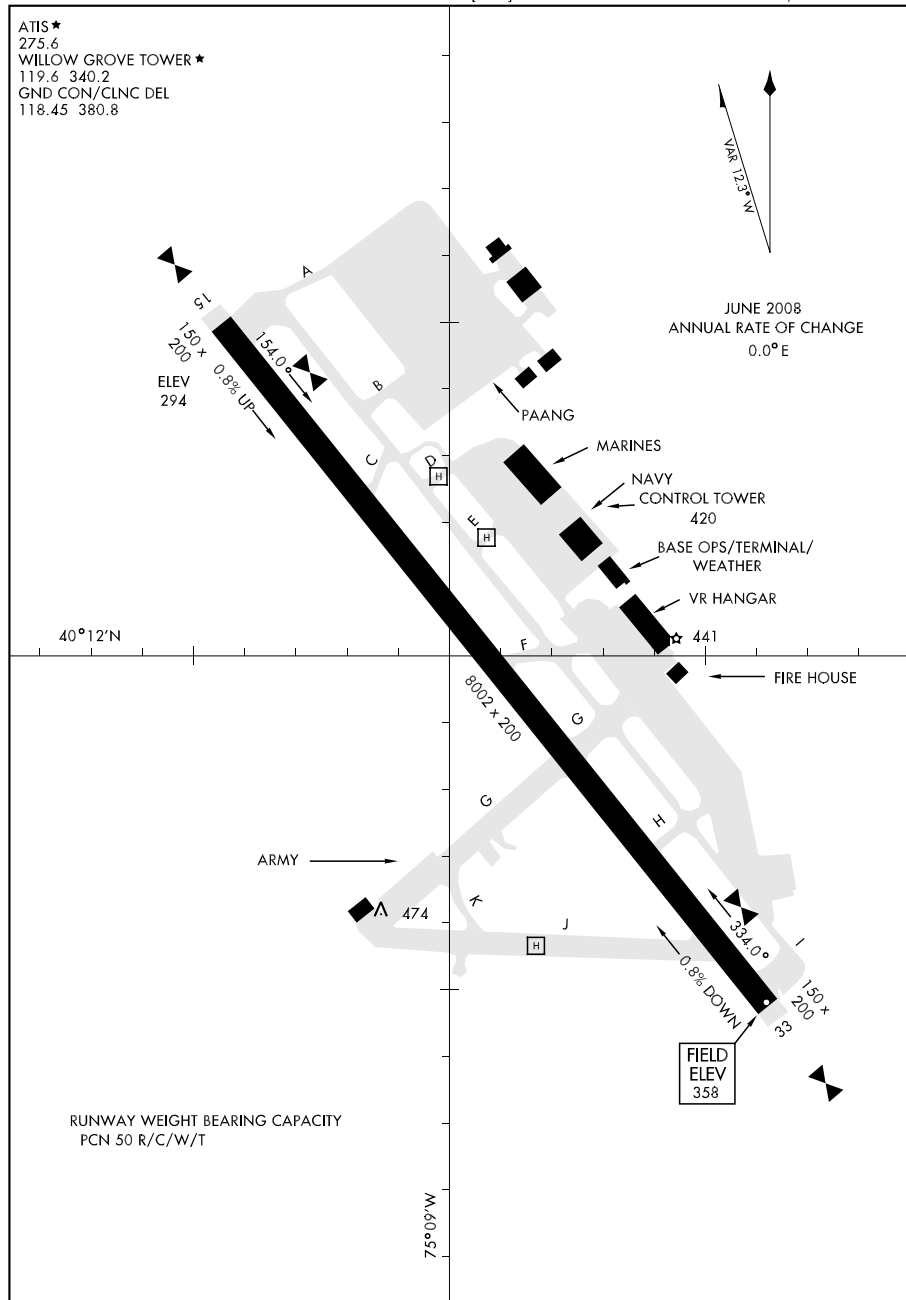 ATIS ★
275.6
WILLOW GROVE TOWER ★
119.6 340.2
GND CON/CLNC DEL
118.45 380.8
VAR 12.3° W
JUNE 2008
ANNUAL RATE OF CHANGE
0.0° E
A
15
150 x
200
154.0°
0.8% UP
ELEV
294
B
PAANG
C
D
H
MARINES
NAVY
CONTROL TOWER
420
E
H
BASE OPS/TERMINAL/
WEATHER
VR HANGAR
40°12'N
F
441
FIRE HOUSE
8002 x 200
G
G
H
ARMY
K
474
J
H
334.0°
I
0.8% DOWN
150 x
200
33
FIELD
ELEV
358
RUNWAY WEIGHT BEARING CAPACITY
PCN 50 R/C/W/T
75°09'W